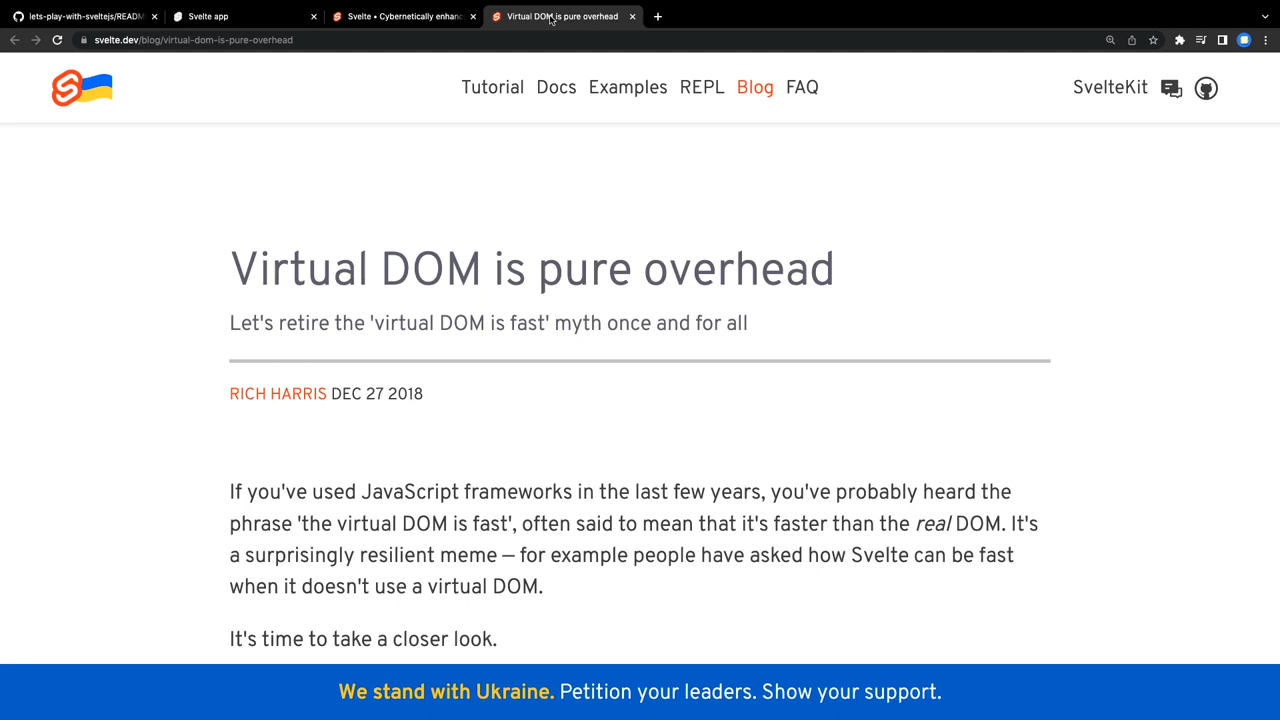 lets-play-with-sveltejs/README
Svelte app
Svelte • Cybernetically enhanc
Virtual DOM is pure overhead
svelte.dev/blog/virtual-dom-is-pure-overhead
Tutorial Docs Examples REPL Blog FAQ SvelteKit
Virtual DOM is pure overhead
Let's retire the 'virtual DOM is fast' myth once and for all
RICH HARRIS DEC 27 2018
If you've used JavaScript frameworks in the last few years, you've probably heard the
phrase 'the virtual DOM is fast', often said to mean that it's faster than the real DOM. It's
a surprisingly resilient meme — for example people have asked how Svelte can be fast
when it doesn't use a virtual DOM.
It's time to take a closer look.
We stand with Ukraine. Petition your leaders. Show your support.